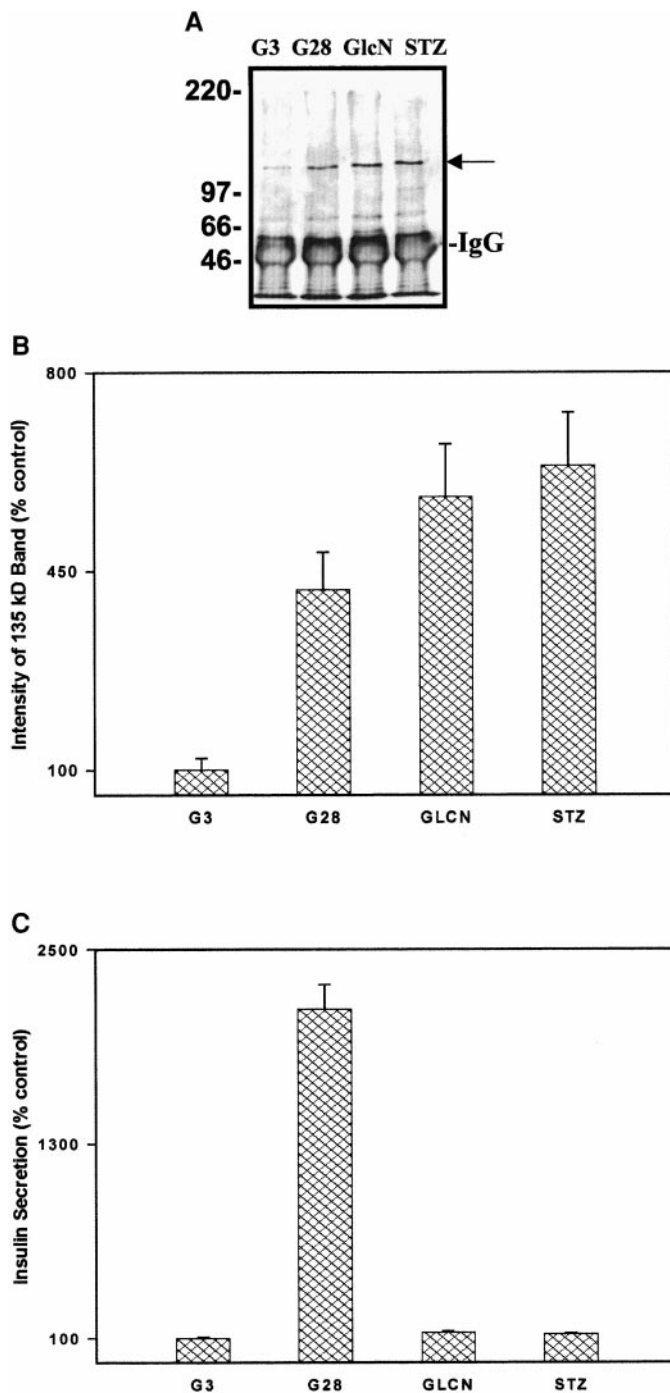 A
G3 G28 GlcN STZ
220-
97-
66-
-IgG
46-
B
800
450
100
Intensity of 135 kD Band (% control)
G3 G28 GLCN STZ
C
2500
1300
100
Insulin Secretion (% control)
G3 G28 GLCN STZ